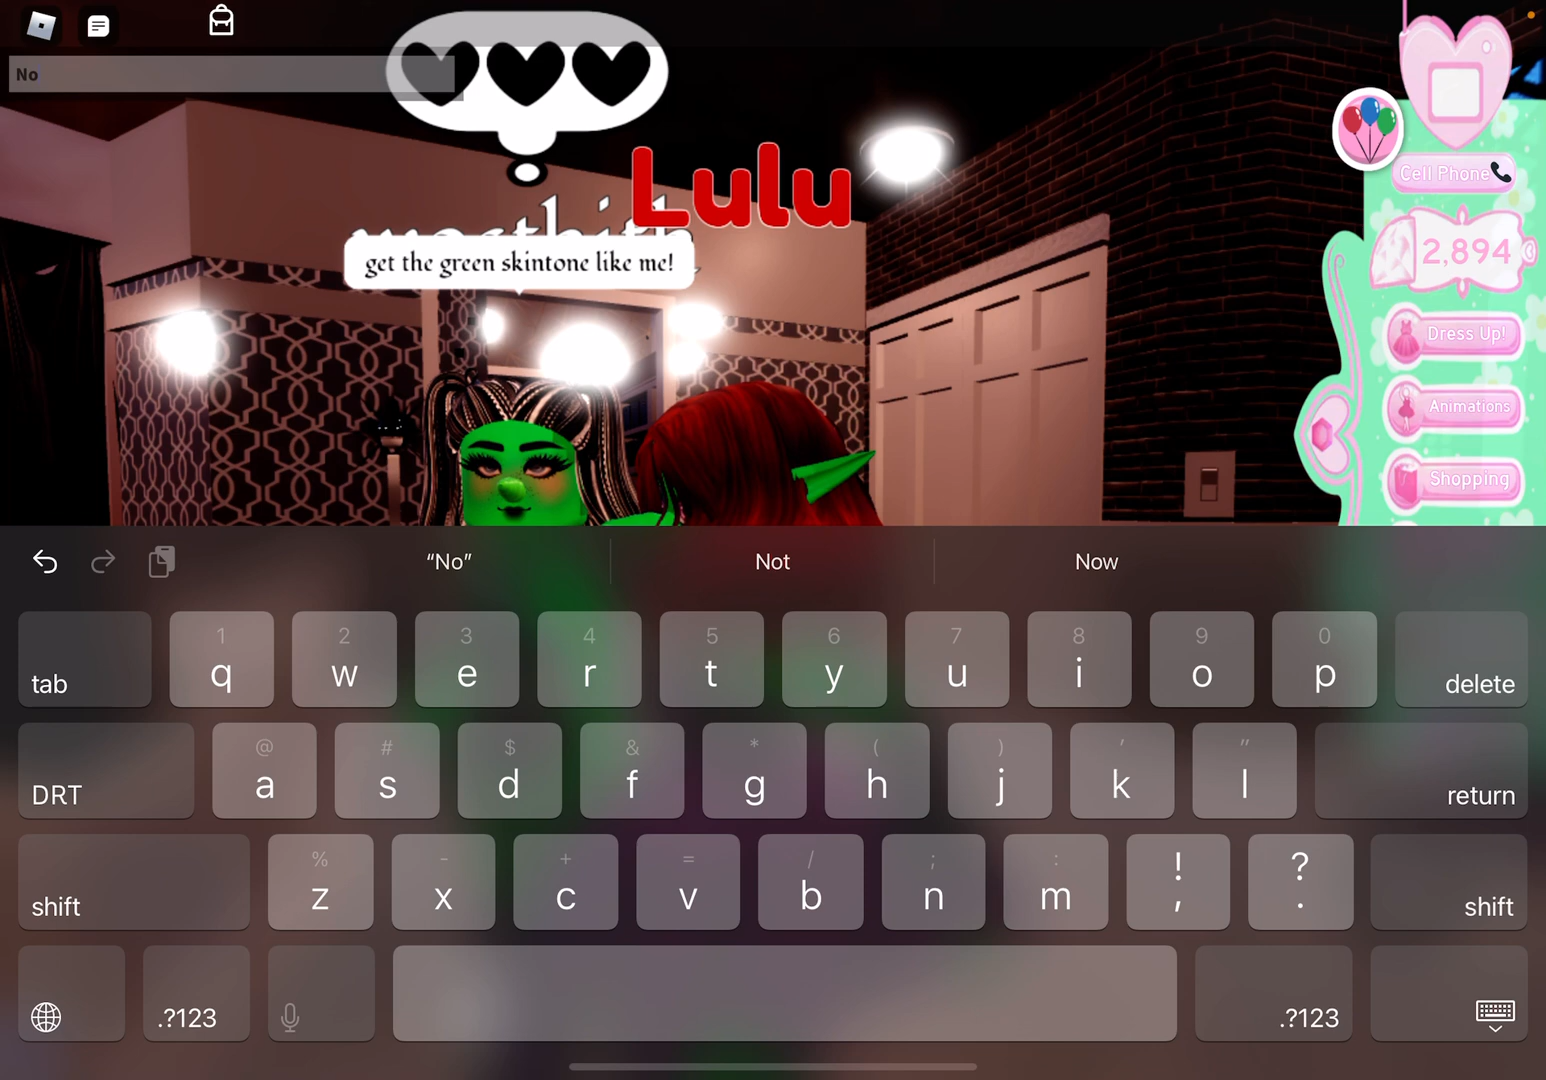 No
Lulu
get the green skintone like me!
Cell Phone
2,894
Dress Up!
Animations
Shopping
“No”
Not
Now
tab
1 2 3 4 5 6 7 8 9 0
q w e r t y u i o p
delete
@ # $ & * ( ) ' "
DRT
a s d f g h j k l
return
% - + = / ; : ! ?
shift
z x c v b n m , .
shift
.?123
.?123